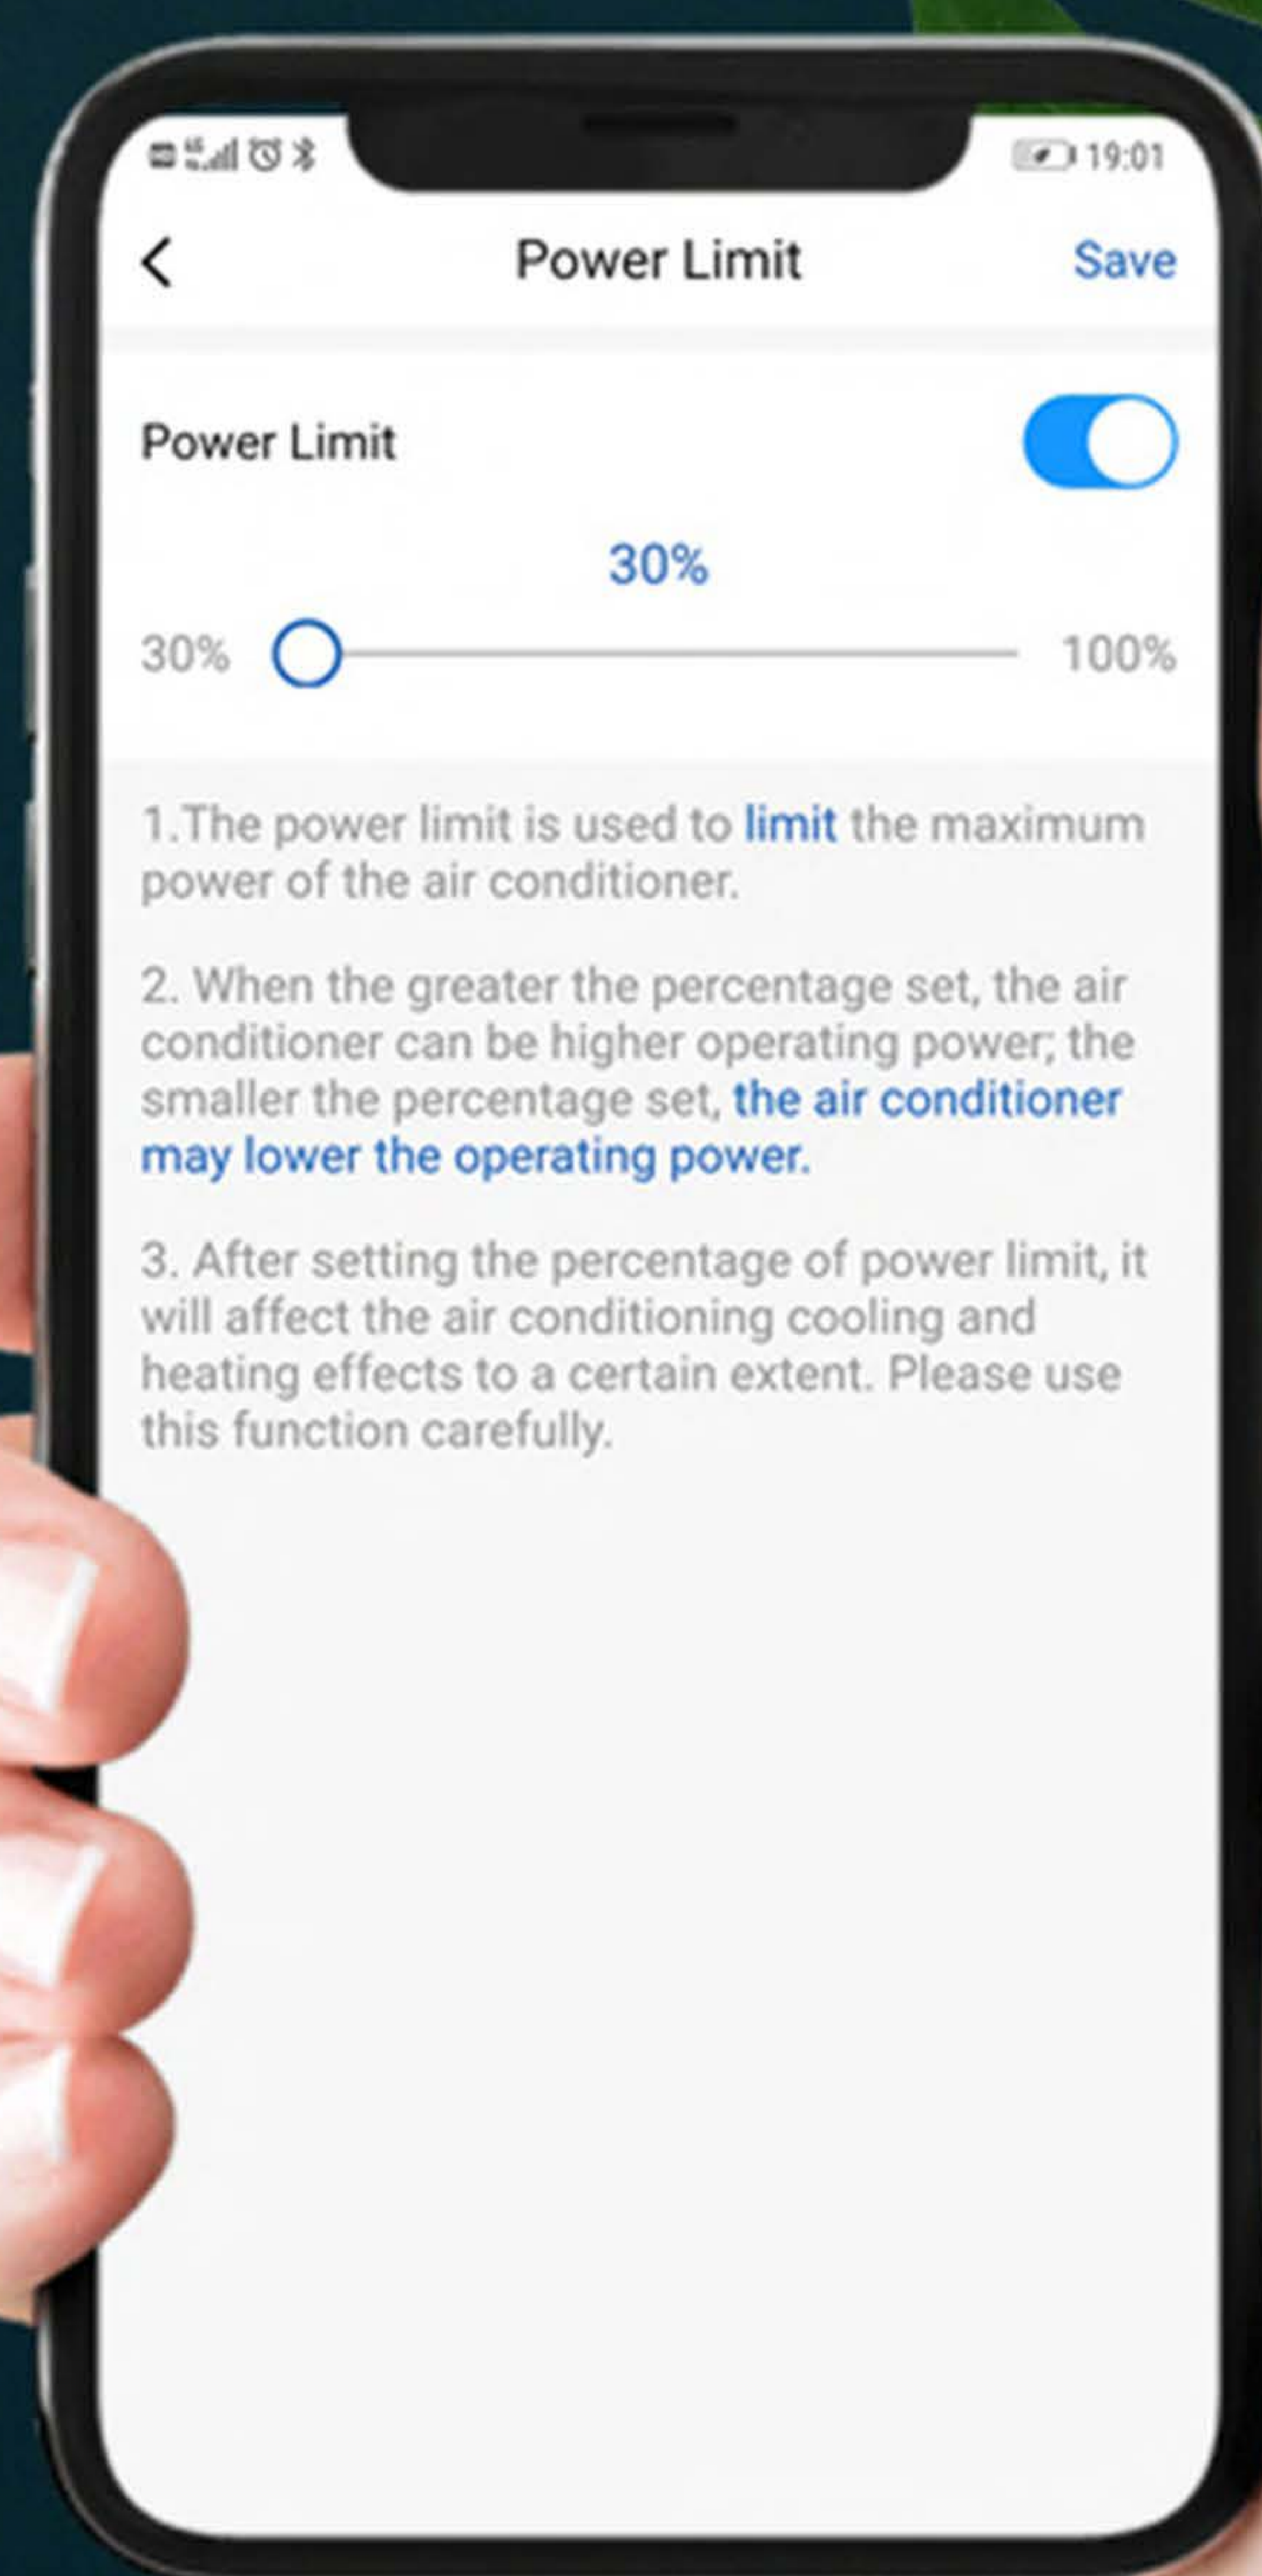 19:01
Power Limit
Save
Power Limit
30%
30%
100%
1.The power limit is used to limit the maximum
power of the air conditioner.
2. When the greater the percentage set, the air
conditioner can be higher operating power; the
smaller the percentage set, the air conditioner
may lower the operating power.
3. After setting the percentage of power limit, it
will affect the air conditioning cooling and
heating effects to a certain extent. Please use
this function carefully.